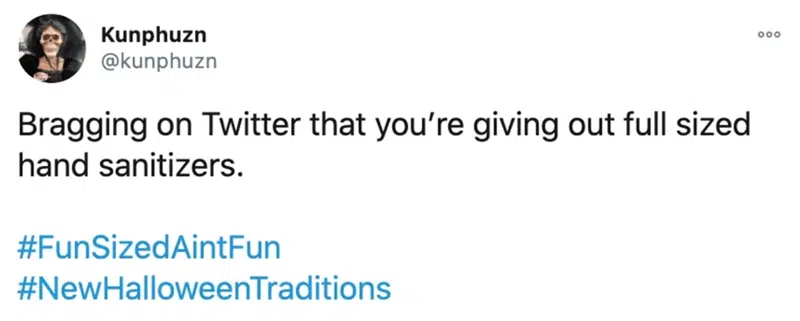 Kunphuzn
@kunphuzn
Bragging on Twitter that you’re giving out full sized
hand sanitizers.
#FunSizedAintFun
#NewHalloweenTraditions